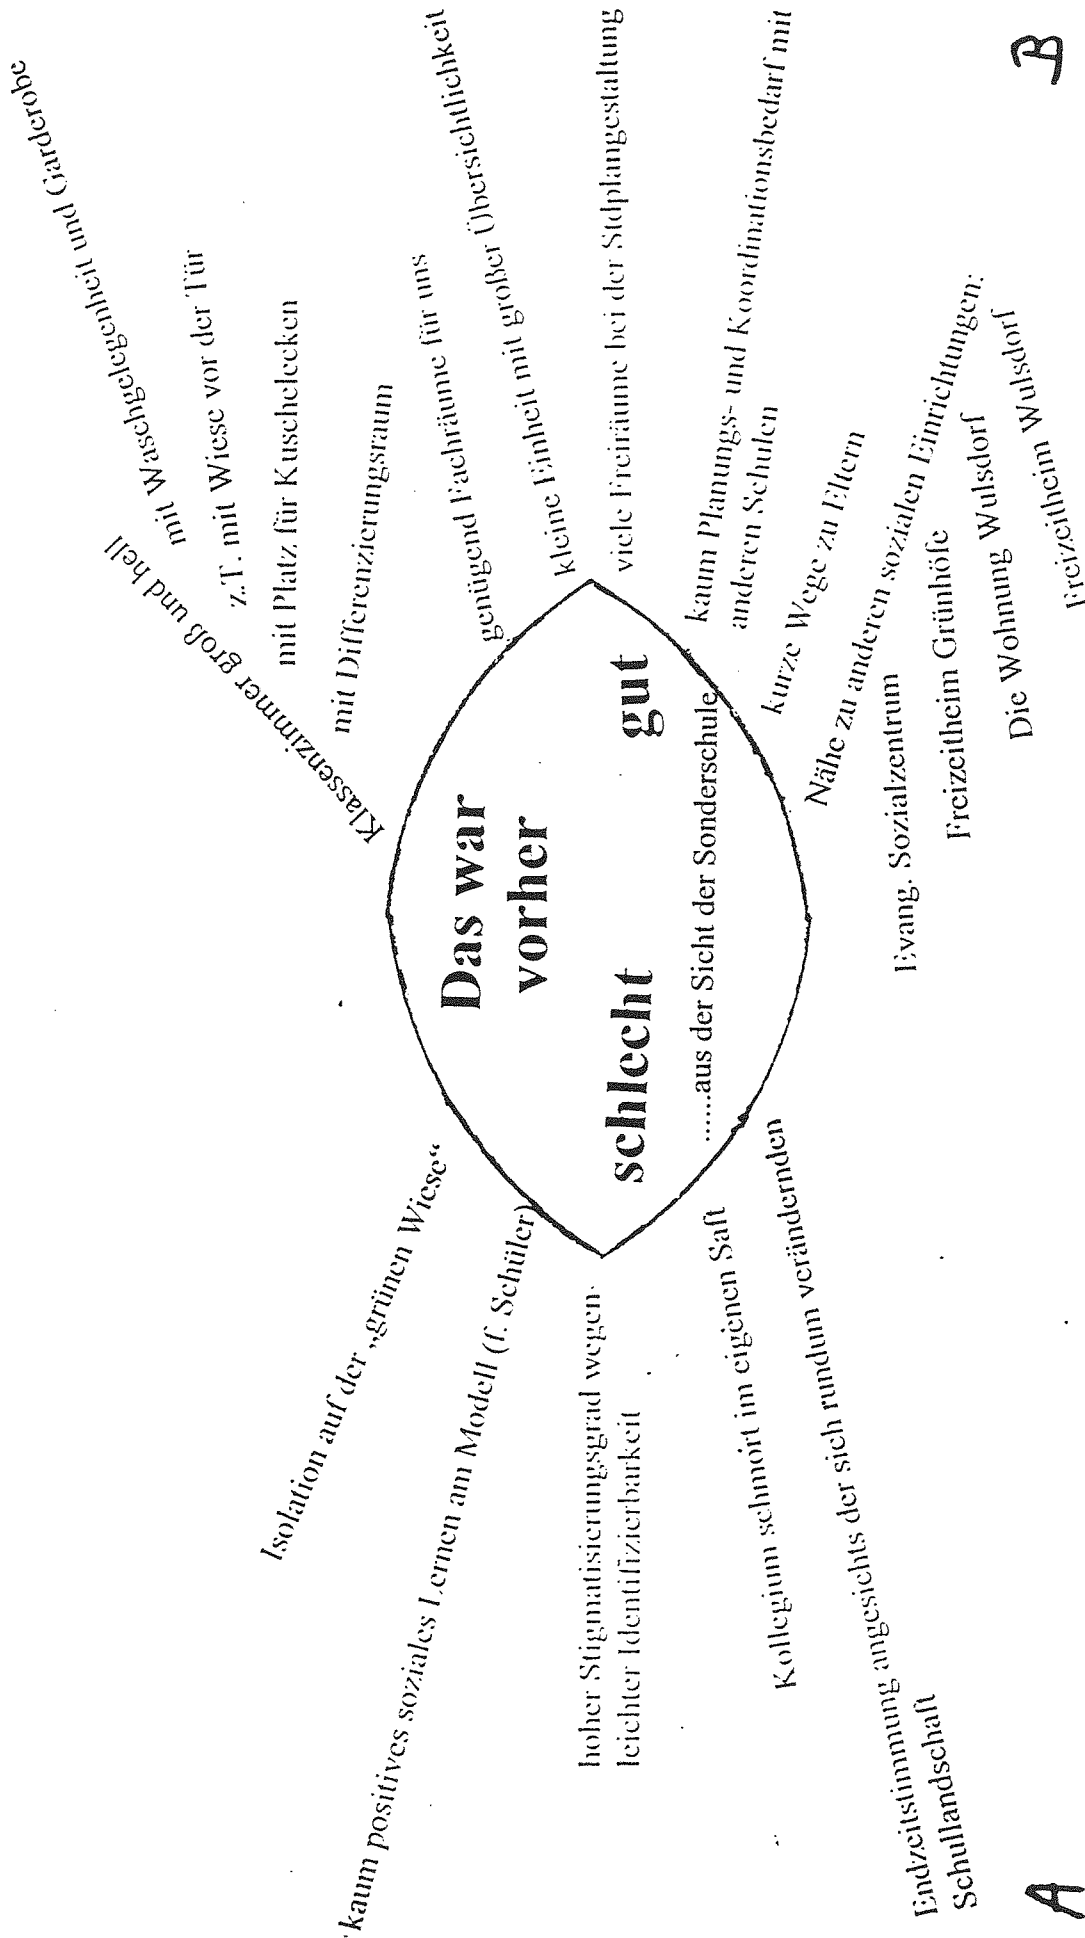 Das war
vorher
schlecht gut
......aus der Sicht der Sonderschule
Isolation auf der „grünen Wiese“
kaum positives soziales Lernen am Modell (f. Schüler)
hoher Stigmatisierungsgrad wegen
leichter Identifizierbarkeit
Kollegium schmort im eigenen Saft
Endzeitstimmung angesichts der sich rundum verändernden
Schullandschaft
A
Klassenzimmer groß und hell
mit Waschgelegenheit und Garderobe
z.T. mit Wiese vor der Tür
mit Platz für Kuschelecken
mit Differenzierungsraum
genügend Fachräume für uns
kleine Einheit mit großer Übersichtlichkeit
viele Freiräume bei der Stdplangestaltung
kaum Planungs- und Koordinationsbedarf mit
anderen Schulen
kurze Wege zu Eltern
Nähe zu anderen sozialen Einrichtungen:
Evang. Sozialzentrum
Freizeitheim Grünhöfe
Die Wohnung Wulsdorf
Freizeitheim Wulsdorf
B